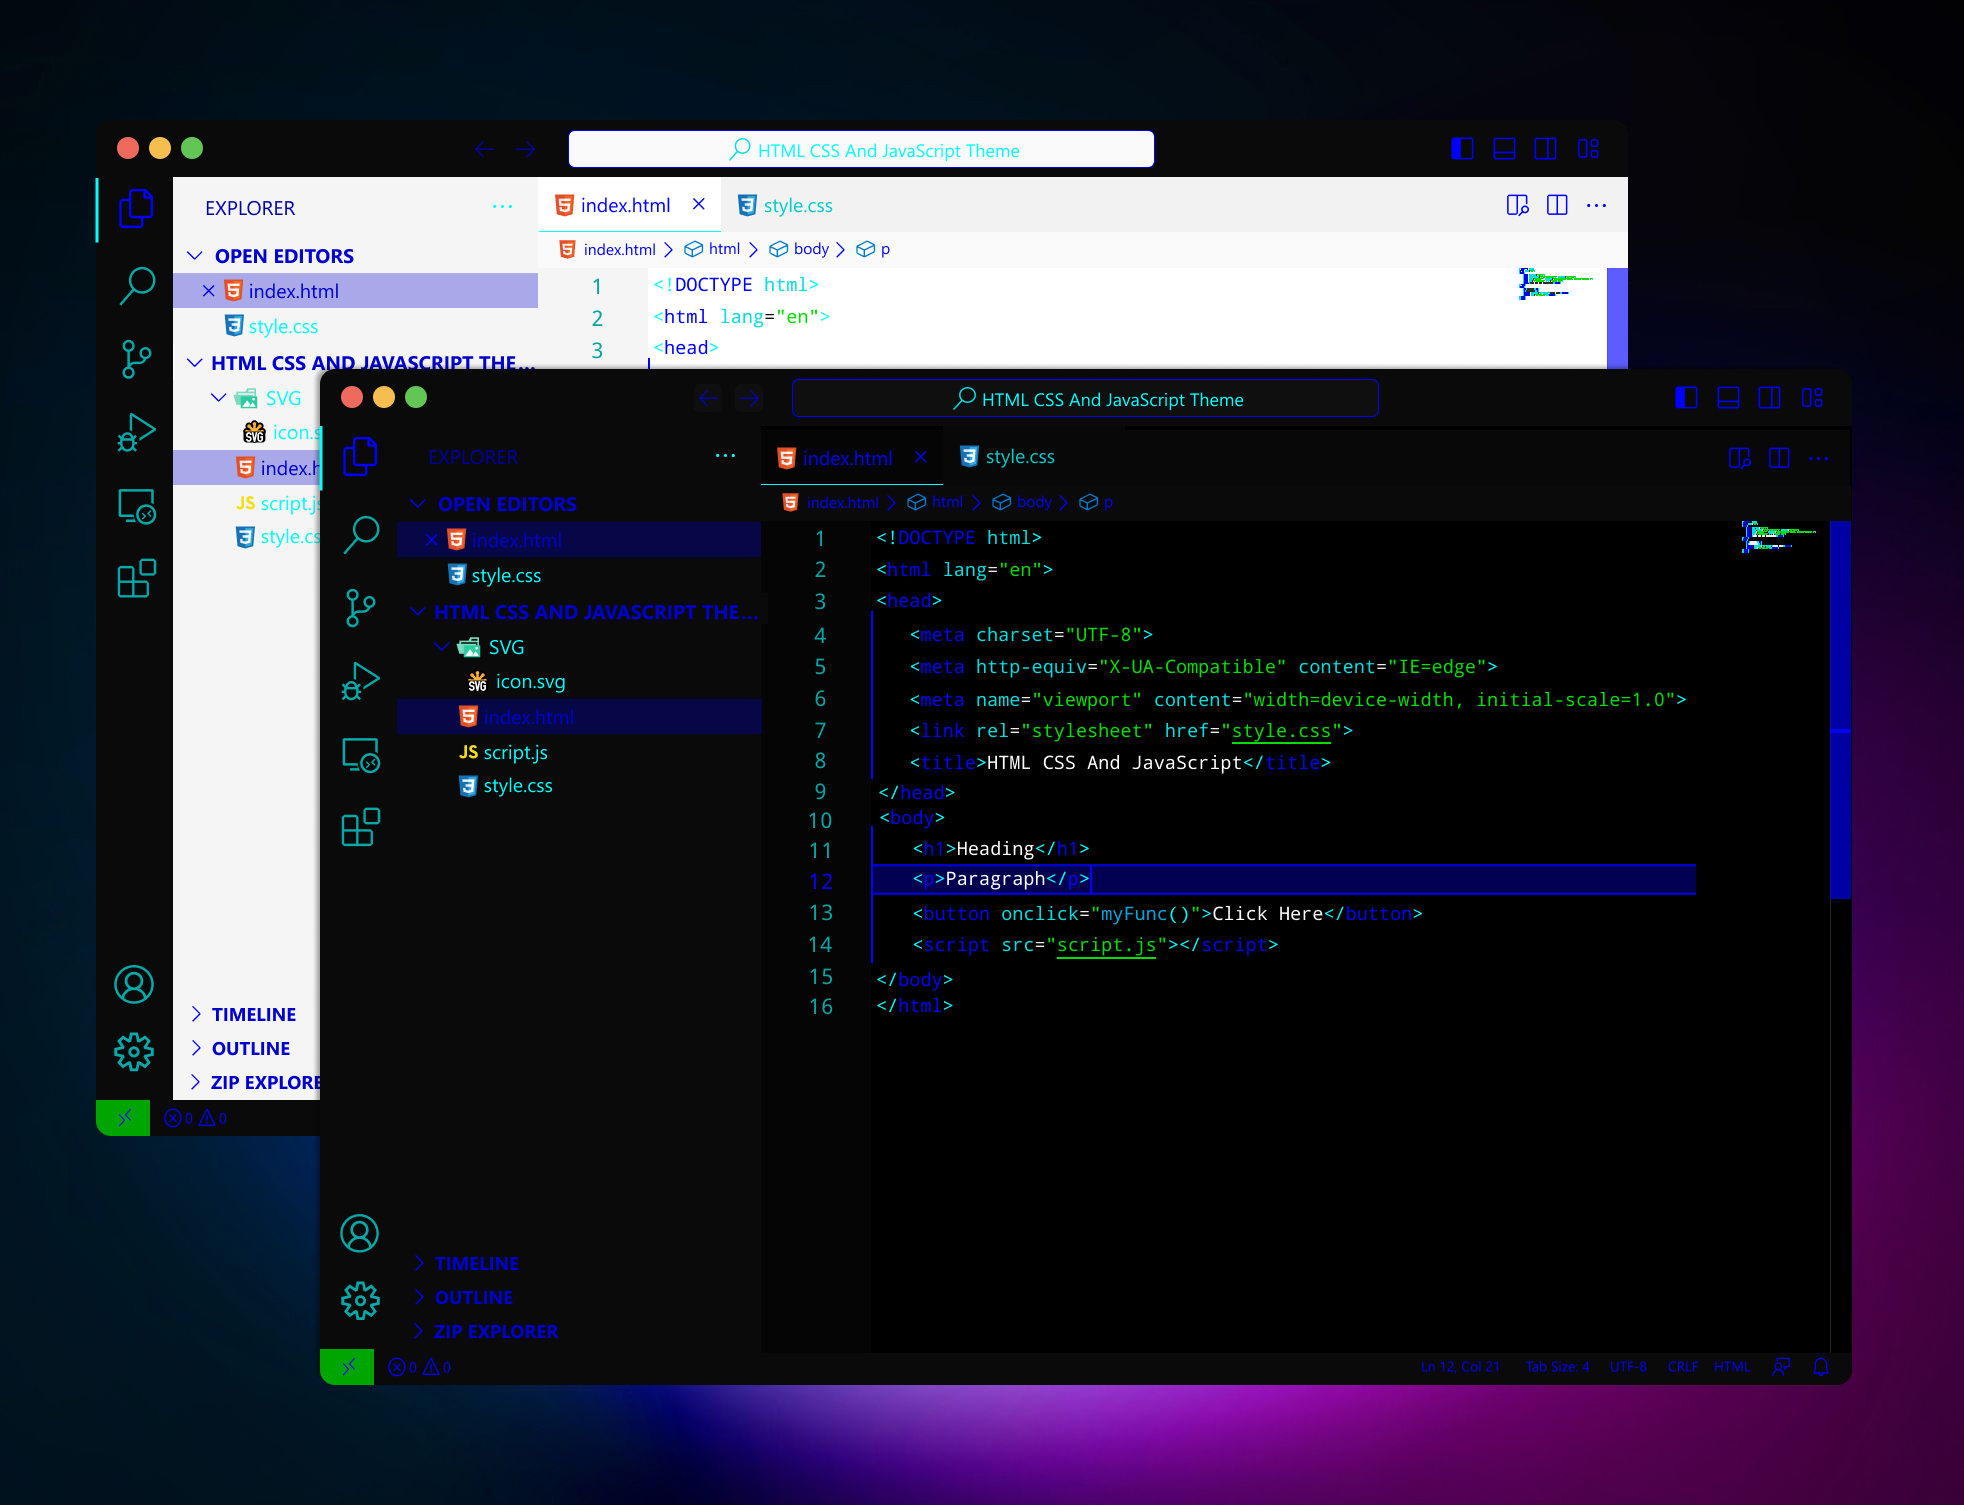 HTML CSS And JavaScript Theme
EXPLORER
index.html
style.css
OPEN EDITORS
index.html html body p
index.html
style.css
1 <!DOCTYPE html>
2 <html lang="en">
3 <head>
HTML CSS AND JAVASCRIPT THE...
SVG
SVG
icon.s
index.h
JS script.js
style.cs
TIMELINE
OUTLINE
ZIP EXPLORE
0 0
HTML CSS And JavaScript Theme
EXPLORER
index.html
style.css
OPEN EDITORS
index.html html body p
index.html
style.css
HTML CSS AND JAVASCRIPT THE...
SVG
SVG icon.svg
index.html
JS script.js
style.css
1 <!DOCTYPE html>
2 <html lang="en">
3 <head>
4 <meta charset="UTF-8">
5 <meta http-equiv="X-UA-Compatible" content="IE=edge">
6 <meta name="viewport" content="width=device-width, initial-scale=1.0">
7 <link rel="stylesheet" href="style.css">
8 <title>HTML CSS And JavaScript</title>
9 </head>
10 <body>
11 <h1>Heading</h1>
12 <p>Paragraph</p>
13 <button onclick="myFunc()">Click Here</button>
14 <script src="script.js"></script>
15 </body>
16 </html>
TIMELINE
OUTLINE
ZIP EXPLORER
0 0
Ln 12, Col 21 Tab Size: 4 UTF-8 CRLF HTML